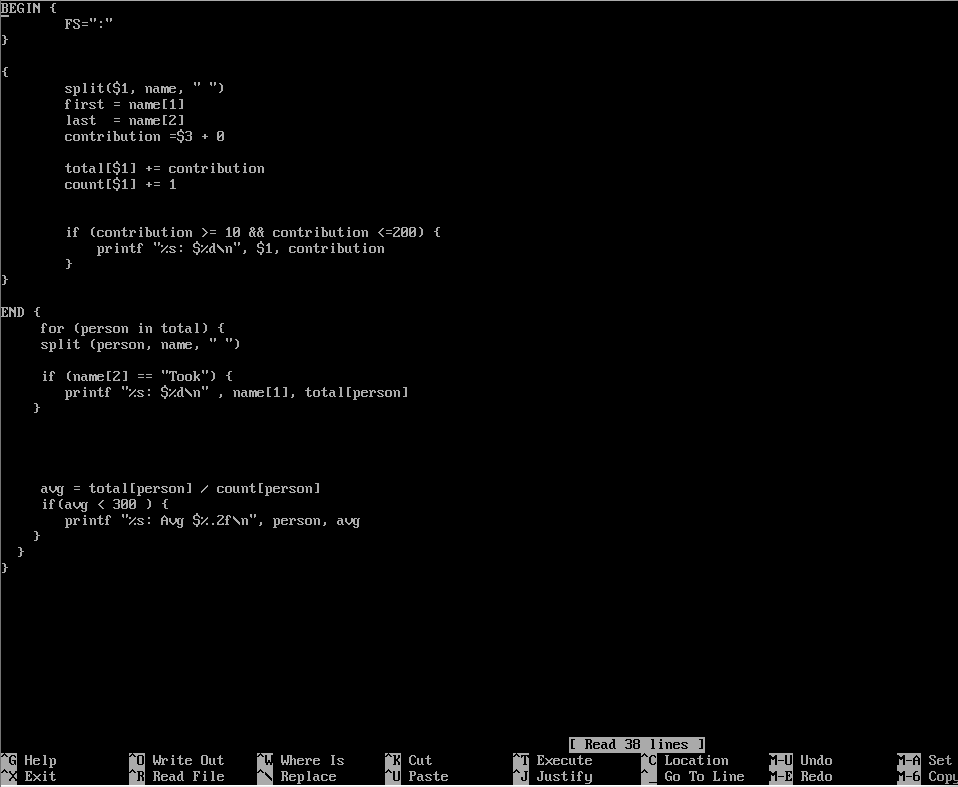 BEGIN {
        FS=":"
}
{
        split($1, name, " ")
        first = name[1]
        last  = name[2]
        contribution =$3 + 0
        total[$1] += contribution
        count[$1] += 1
        if (contribution >= 10 && contribution <=200) {
            printf "%s: $%d\n", $1, contribution
        }
}
END {
     for (person in total) {
     split (person, name, " ")
     if (name[2] == "Took") {
        printf "%s: $%d\n" , name[1], total[person]
    }
     avg = total[person] / count[person]
     if(avg < 300 ) {
        printf "%s: Avg $%.2f\n", person, avg
    }
  }
}
[ Read 38 lines ]
^G Help ^O Write Out ^W Where Is ^K Cut ^T Execute ^C Location M-U Undo M-A Set
^X Exit ^R Read File ^\ Replace ^U Paste ^J Justify ^_ Go To Line M-E Redo M-6 Copy